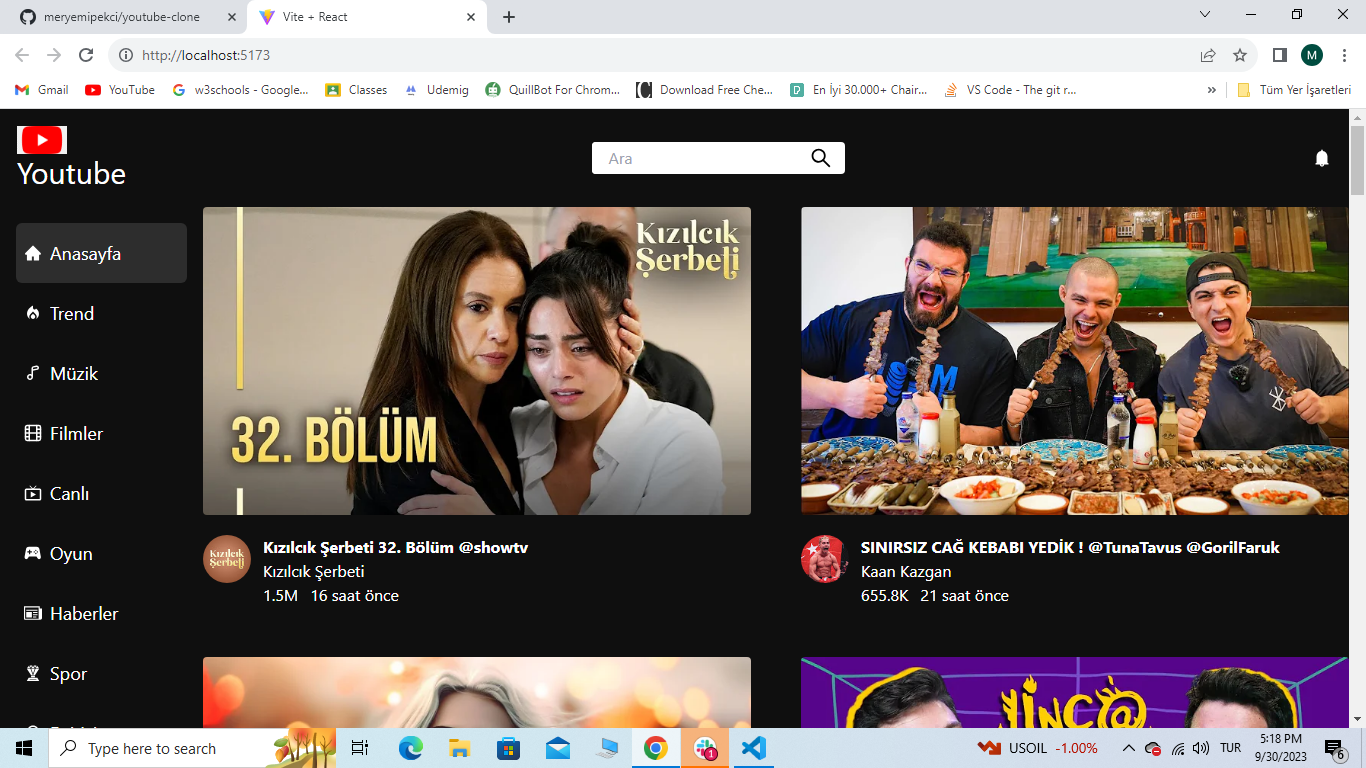 meryemipekci/youtube-clone
Vite + React
http://localhost:5173
M
Gmail
YouTube
w3schools - Google...
Classes
Udemig
QuillBot For Chrom...
Download Free Che...
En İyi 30.000+ Chair...
VS Code - The git r...
»
Tüm Yer İşaretleri
Youtube
Ara
Anasayfa
Trend
Müzik
Filmler
Canlı
Oyun
Haberler
Spor
Kızılcık
Şerbeti
32. BÖLÜM
Kızılcık
Şerbeti
Kızılcık Şerbeti 32. Bölüm @showtv
Kızılcık Şerbeti
1.5M 16 saat önce
SINIRSIZ CAĞ KEBABI YEDİK ! @TunaTavus @GorilFaruk
Kaan Kazgan
655.8K 21 saat önce
Type here to search
1
USOIL -1.00%
TUR
5:18 PM
9/30/2023
6